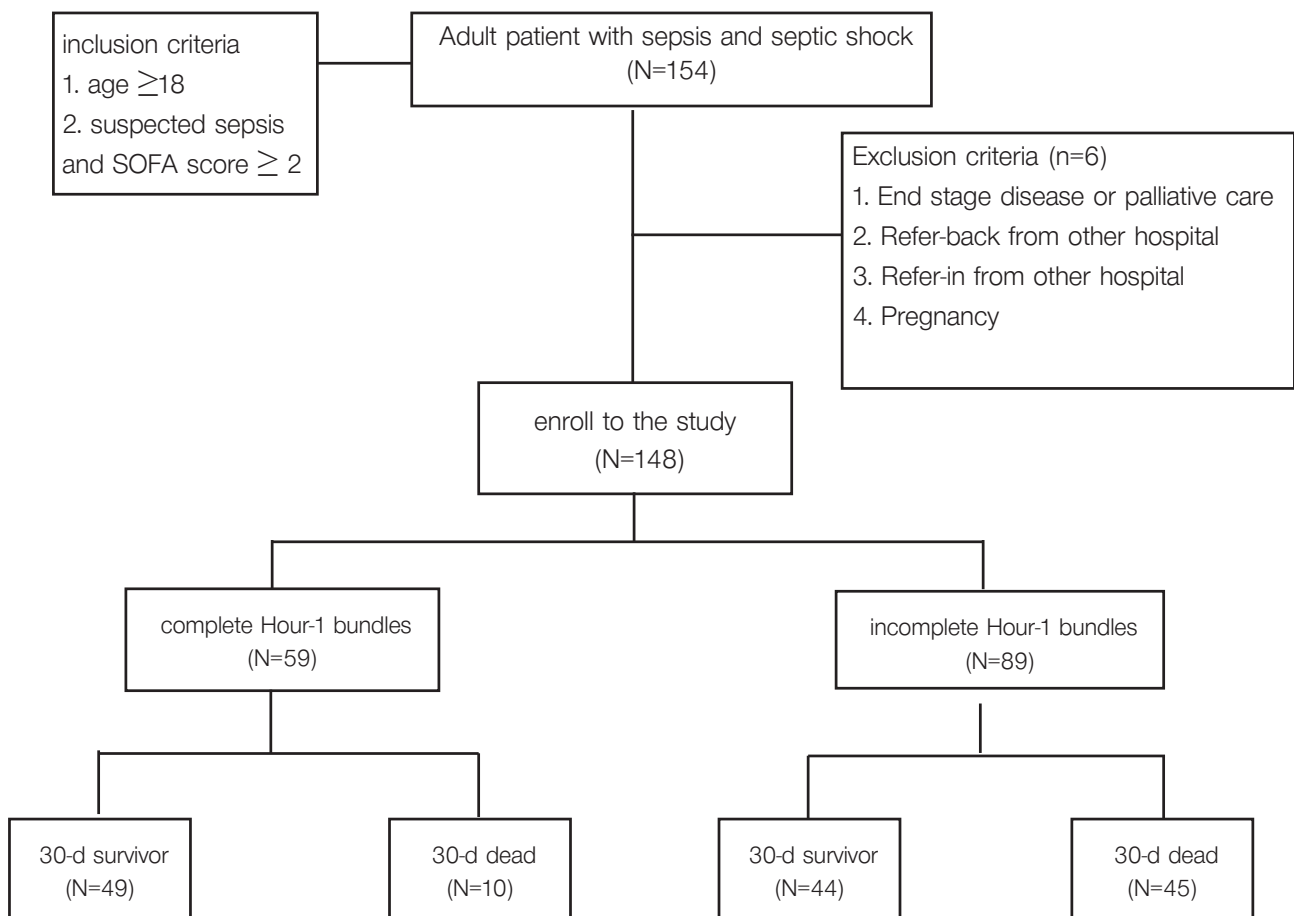 Adult patient with sepsis and septic shock
(N=154)
inclusion criteria
1. age ≥18
2. suspected sepsis
and SOFA score ≥ 2
Exclusion criteria (n=6)
1. End stage disease or palliative care
2. Refer-back from other hospital
3. Refer-in from other hospital
4. Pregnancy
enroll to the study
(N=148)
complete Hour-1 bundles
(N=59)
incomplete Hour-1 bundles
(N=89)
30-d survivor
(N=49)
30-d dead
(N=10)
30-d survivor
(N=44)
30-d dead
(N=45)